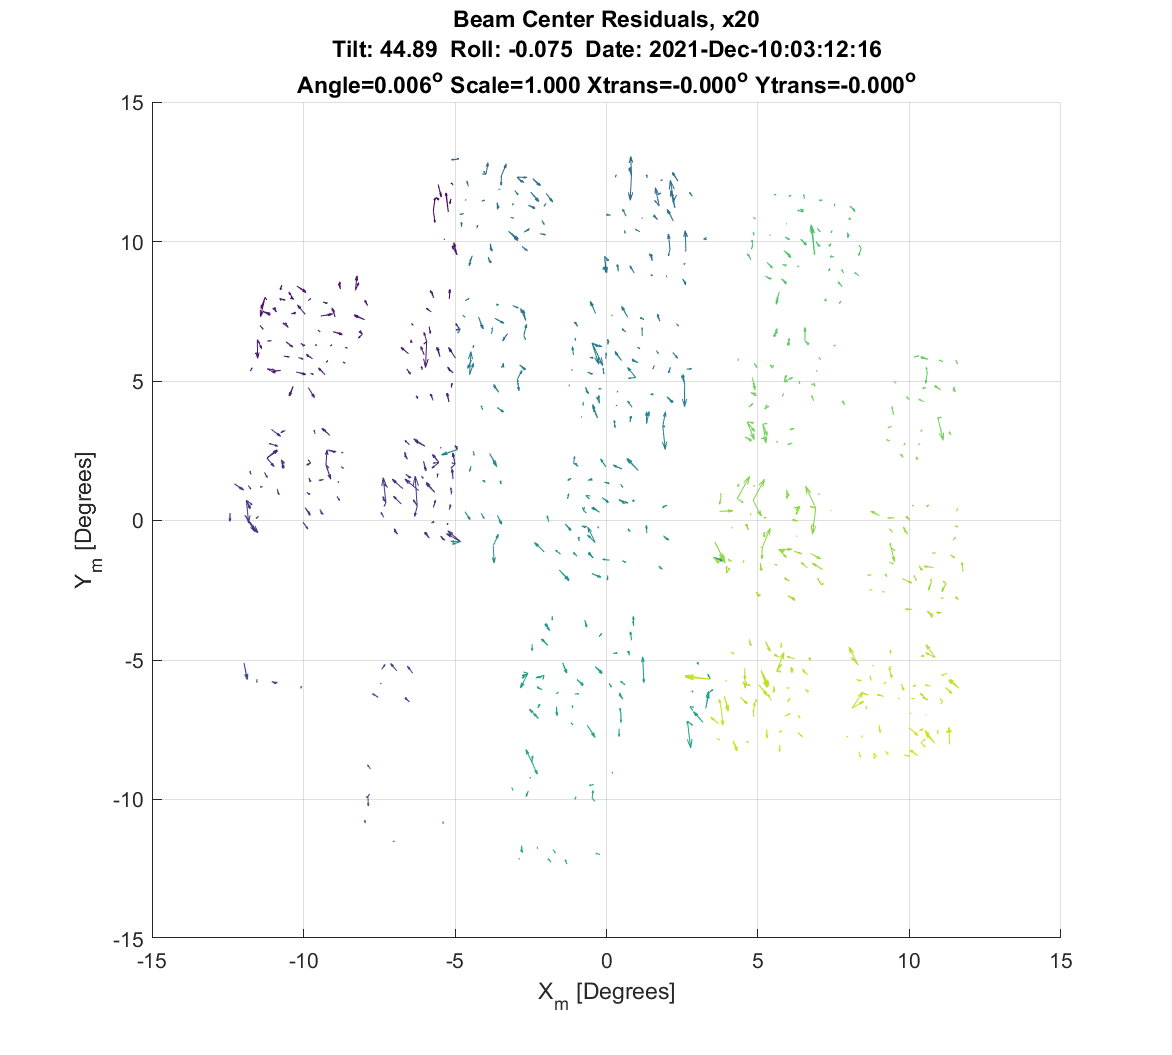 Beam Center Residuals, x20
Tilt: 44.89 Roll: -0.075 Date: 2021-Dec-10:03:12:16
Angle=0.006° Scale=1.000 Xtrans=-0.000° Ytrans=-0.000°
15
10
5
0
-5
-10
-15
Y_m [Degrees]
-15 -10 -5 0 5 10 15
X_m [Degrees]